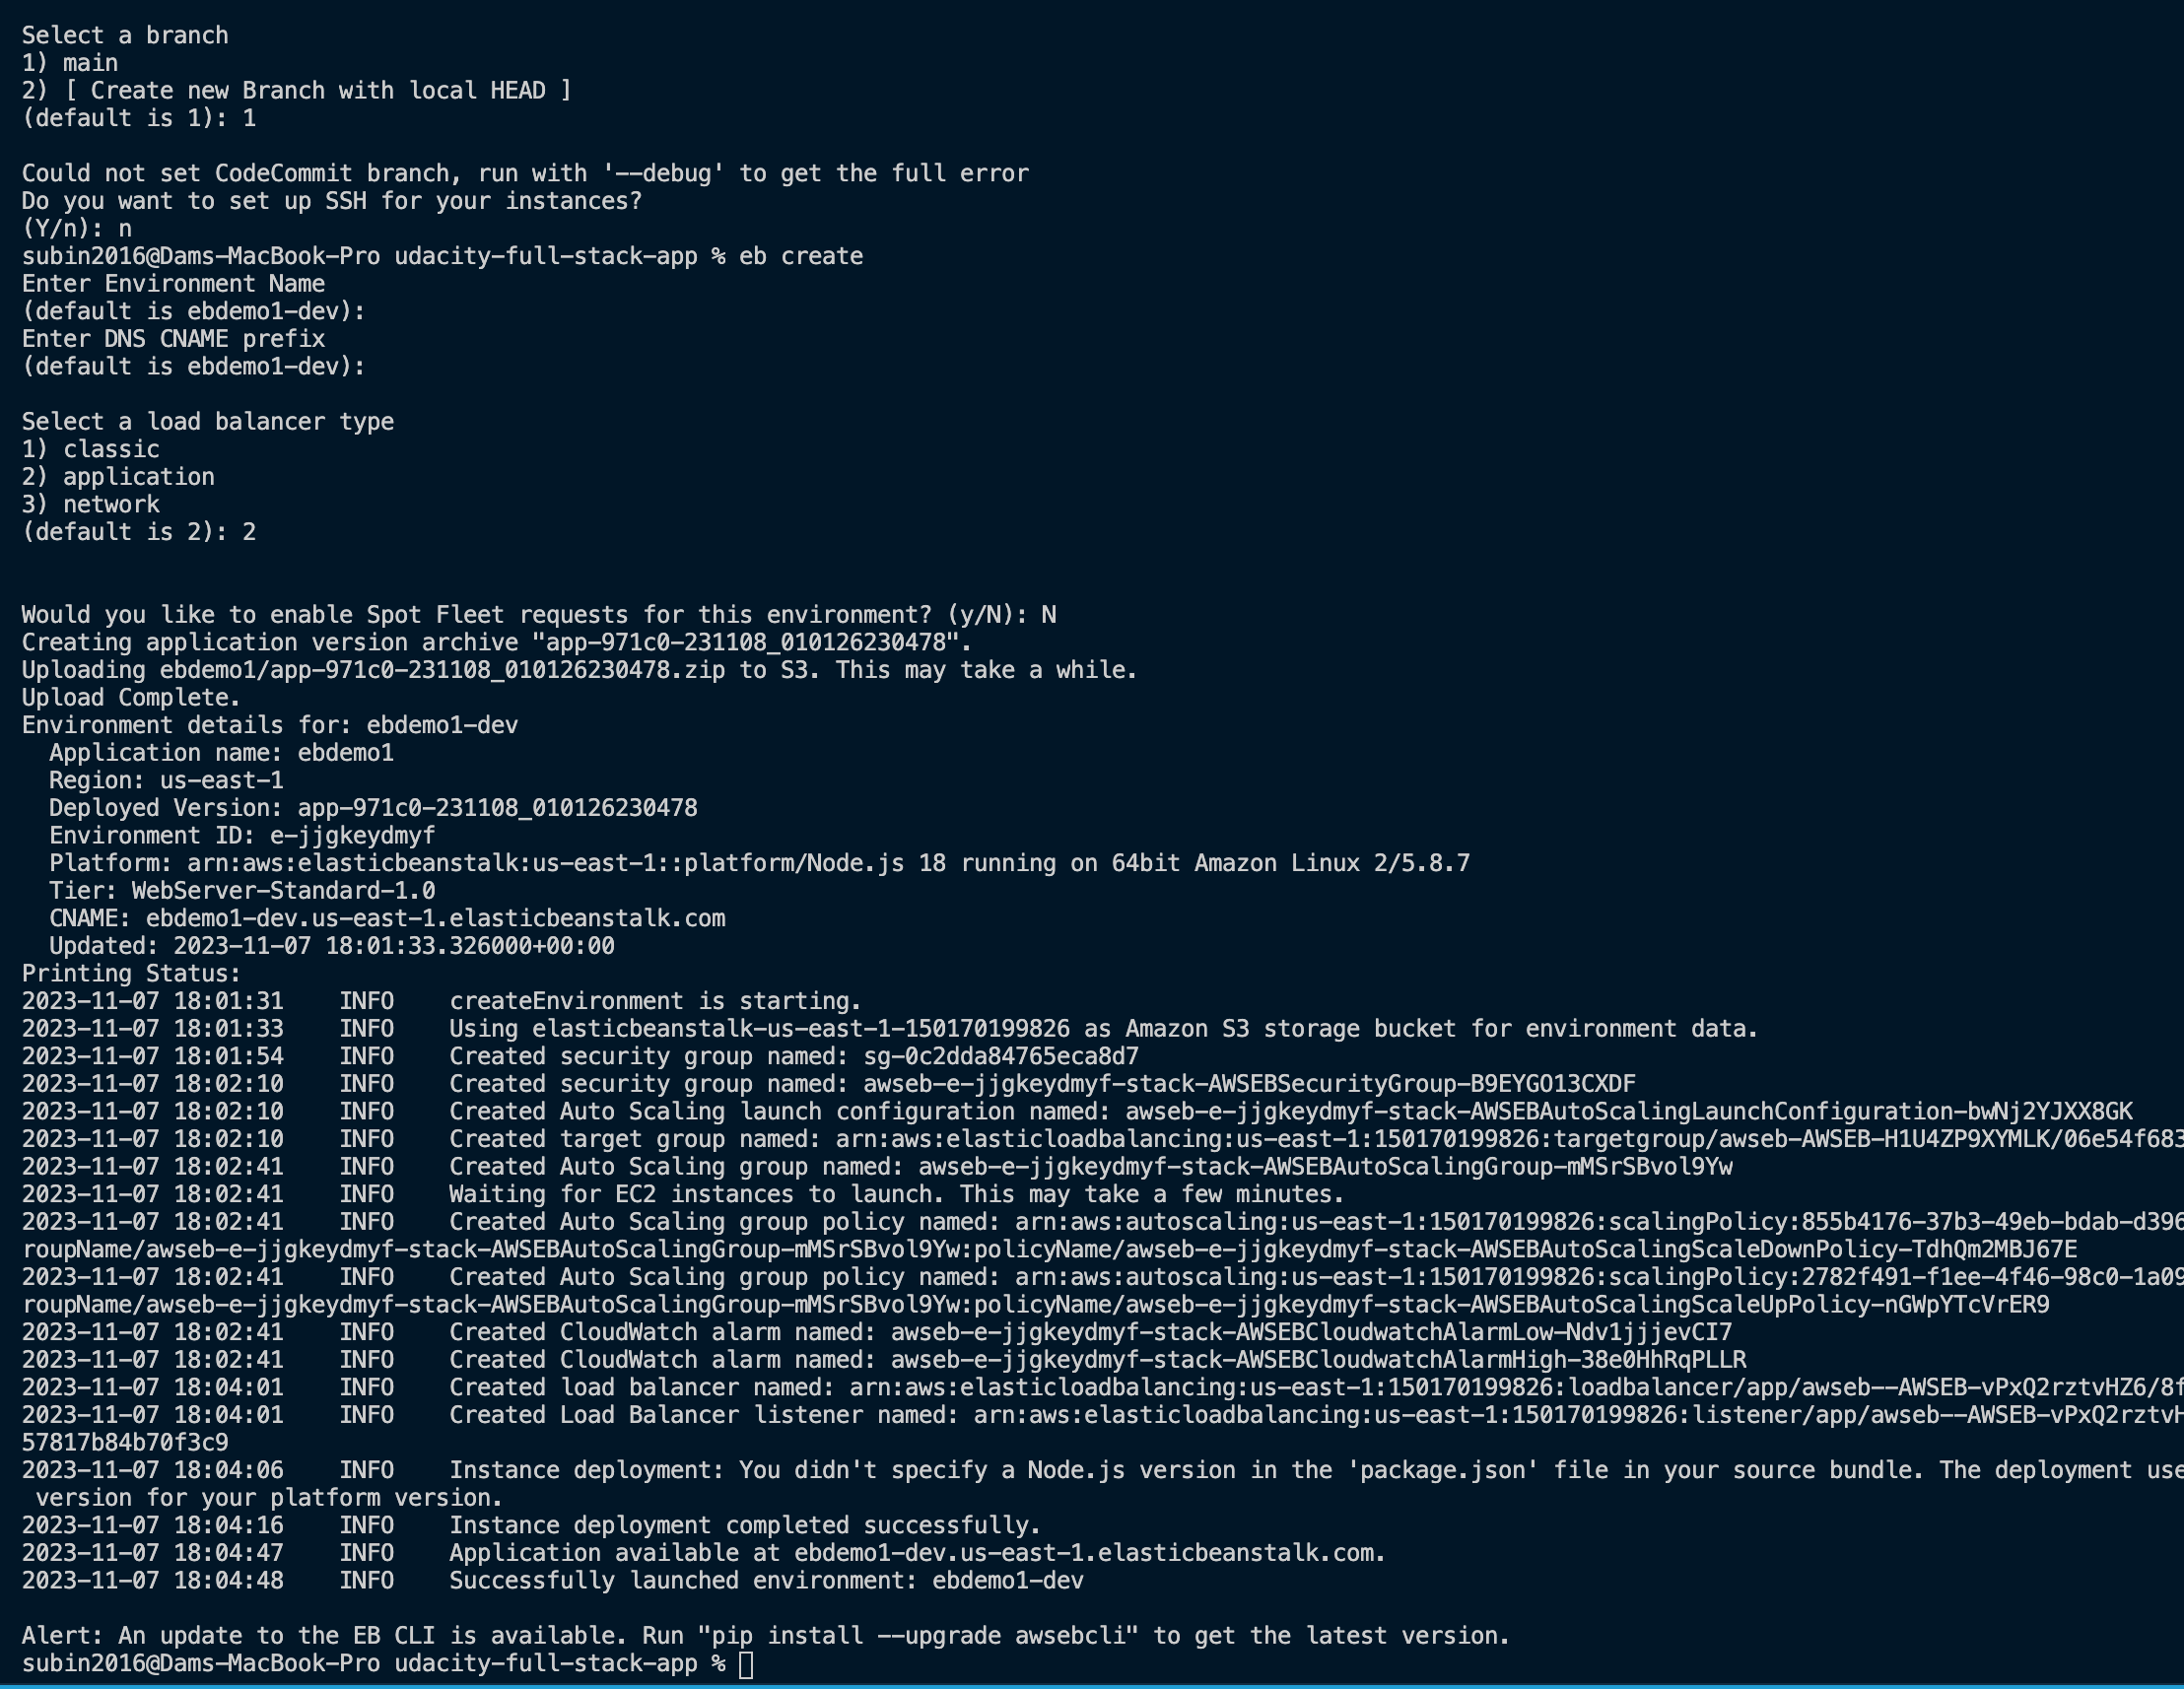 Select a branch
1) main
2) [ Create new Branch with local HEAD ]
(default is 1): 1
Could not set CodeCommit branch, run with '--debug' to get the full error
Do you want to set up SSH for your instances?
(Y/n): n
subin2016@Dams-MacBook-Pro udacity-full-stack-app % eb create
Enter Environment Name
(default is ebdemo1-dev):
Enter DNS CNAME prefix
(default is ebdemo1-dev):
Select a load balancer type
1) classic
2) application
3) network
(default is 2): 2
Would you like to enable Spot Fleet requests for this environment? (y/N): N
Creating application version archive "app-971c0-231108_010126230478".
Uploading ebdemo1/app-971c0-231108_010126230478.zip to S3. This may take a while.
Upload Complete.
Environment details for: ebdemo1-dev
  Application name: ebdemo1
  Region: us-east-1
  Deployed Version: app-971c0-231108_010126230478
  Environment ID: e-jjgkeydmyf
  Platform: arn:aws:elasticbeanstalk:us-east-1::platform/Node.js 18 running on 64bit Amazon Linux 2/5.8.7
  Tier: WebServer-Standard-1.0
  CNAME: ebdemo1-dev.us-east-1.elasticbeanstalk.com
  Updated: 2023-11-07 18:01:33.326000+00:00
Printing Status:
2023-11-07 18:01:31    INFO    createEnvironment is starting.
2023-11-07 18:01:33    INFO    Using elasticbeanstalk-us-east-1-150170199826 as Amazon S3 storage bucket for environment data.
2023-11-07 18:01:54    INFO    Created security group named: sg-0c2dda84765eca8d7
2023-11-07 18:02:10    INFO    Created security group named: awseb-e-jjgkeydmyf-stack-AWSEBSecurityGroup-B9EYGO13CXDF
2023-11-07 18:02:10    INFO    Created Auto Scaling launch configuration named: awseb-e-jjgkeydmyf-stack-AWSEBAutoScalingLaunchConfiguration-bwNj2YJXX8GK
2023-11-07 18:02:10    INFO    Created target group named: arn:aws:elasticloadbalancing:us-east-1:150170199826:targetgroup/awseb-AWSEB-H1U4ZP9XYMLK/06e54f683
2023-11-07 18:02:41    INFO    Created Auto Scaling group named: awseb-e-jjgkeydmyf-stack-AWSEBAutoScalingGroup-mMSrSBvol9Yw
2023-11-07 18:02:41    INFO    Waiting for EC2 instances to launch. This may take a few minutes.
2023-11-07 18:02:41    INFO    Created Auto Scaling group policy named: arn:aws:autoscaling:us-east-1:150170199826:scalingPolicy:855b4176-37b3-49eb-bdab-d396
roupName/awseb-e-jjgkeydmyf-stack-AWSEBAutoScalingGroup-mMSrSBvol9Yw:policyName/awseb-e-jjgkeydmyf-stack-AWSEBAutoScalingScaleDownPolicy-TdhQm2MBJ67E
2023-11-07 18:02:41    INFO    Created Auto Scaling group policy named: arn:aws:autoscaling:us-east-1:150170199826:scalingPolicy:2782f491-f1ee-4f46-98c0-1a09
roupName/awseb-e-jjgkeydmyf-stack-AWSEBAutoScalingGroup-mMSrSBvol9Yw:policyName/awseb-e-jjgkeydmyf-stack-AWSEBAutoScalingScaleUpPolicy-nGWpYTcVrER9
2023-11-07 18:02:41    INFO    Created CloudWatch alarm named: awseb-e-jjgkeydmyf-stack-AWSEBCloudwatchAlarmLow-Ndv1jjjevCI7
2023-11-07 18:02:41    INFO    Created CloudWatch alarm named: awseb-e-jjgkeydmyf-stack-AWSEBCloudwatchAlarmHigh-38e0HhRqPLLR
2023-11-07 18:04:01    INFO    Created load balancer named: arn:aws:elasticloadbalancing:us-east-1:150170199826:loadbalancer/app/awseb--AWSEB-vPxQ2rztvHZ6/8f
2023-11-07 18:04:01    INFO    Created Load Balancer listener named: arn:aws:elasticloadbalancing:us-east-1:150170199826:listener/app/awseb--AWSEB-vPxQ2rztvH
57817b84b70f3c9
2023-11-07 18:04:06    INFO    Instance deployment: You didn't specify a Node.js version in the 'package.json' file in your source bundle. The deployment use
 version for your platform version.
2023-11-07 18:04:16    INFO    Instance deployment completed successfully.
2023-11-07 18:04:47    INFO    Application available at ebdemo1-dev.us-east-1.elasticbeanstalk.com.
2023-11-07 18:04:48    INFO    Successfully launched environment: ebdemo1-dev
Alert: An update to the EB CLI is available. Run "pip install --upgrade awsebcli" to get the latest version.
subin2016@Dams-MacBook-Pro udacity-full-stack-app %